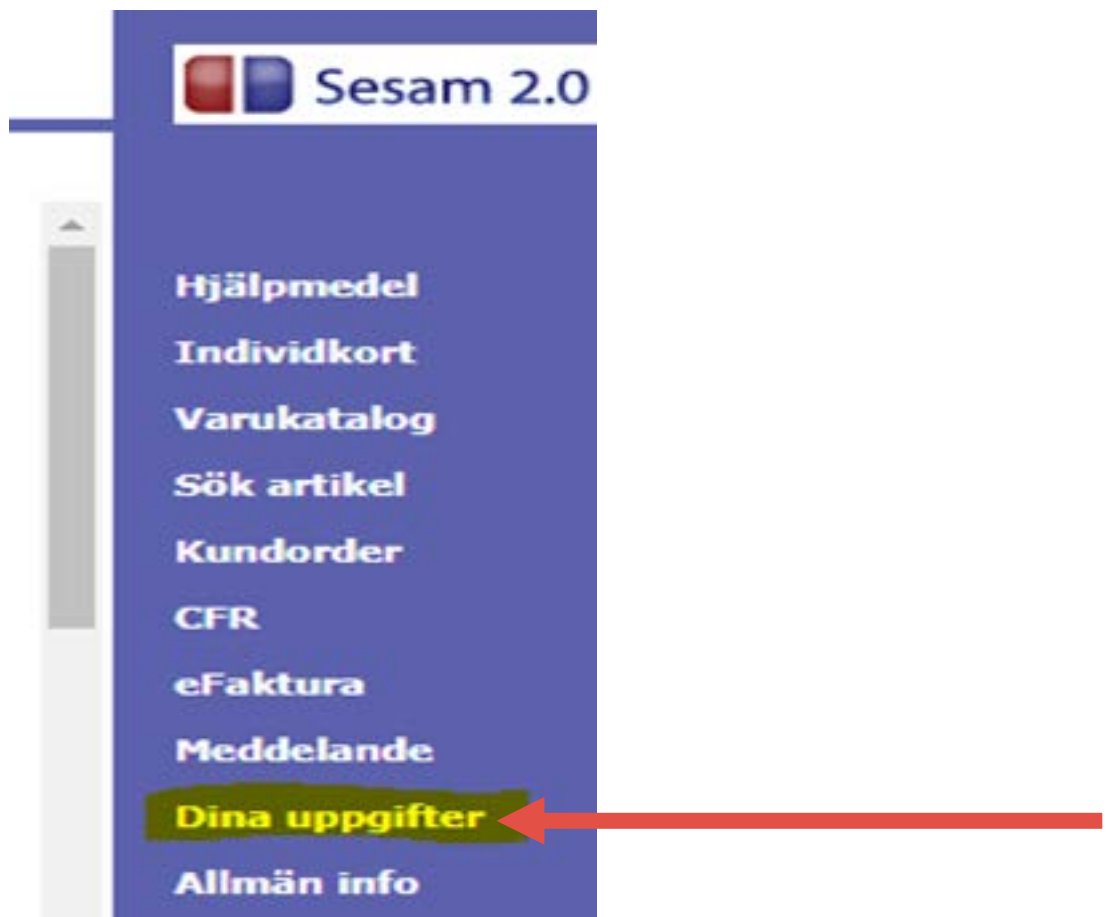 Sesam 2.0
Hjälpmedel
Individkort
Varukatalog
Sök artikel
Kundorder
CFR
eFaktura
Meddelande
Dina uppgifter
Allmän info